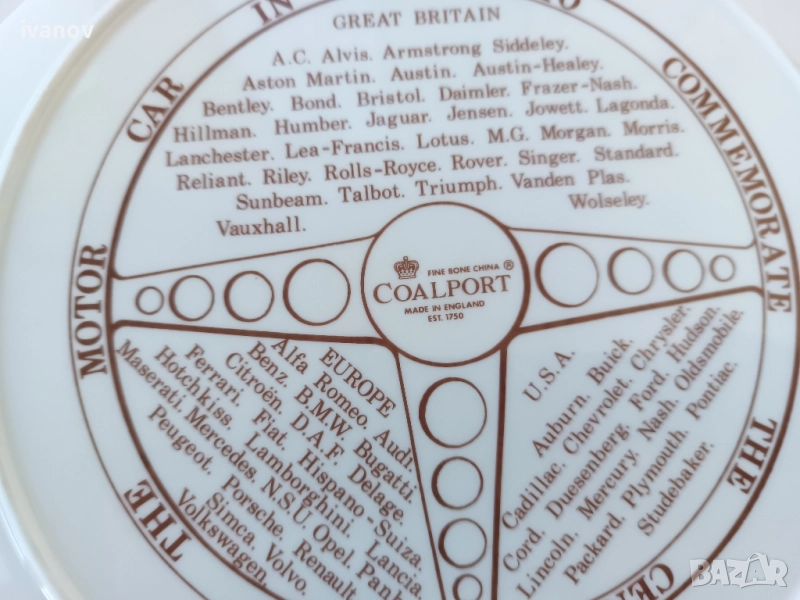 ivanov
IN
GREAT BRITAIN
A.C. Alvis. Armstrong Siddeley.
Aston Martin. Austin. Austin-Healey.
Bentley. Bond. Bristol. Daimler. Frazer-Nash.
Hillman. Humber. Jaguar. Jensen. Jowett. Lagonda.
Lanchester. Lea-Francis. Lotus. M.G. Morgan. Morris.
Reliant. Riley. Rolls-Royce. Rover. Singer. Standard.
Sunbeam. Talbot. Triumph. Vanden Plas.
Vauxhall. Wolseley.
FINE BONE CHINA ®
COALPORT
MADE IN ENGLAND
EST. 1750
EUROPE
Alfa Romeo. Audi.
Benz. B.M.W. Bugatti.
Citroën. D.A.F. Delage.
Ferrari. Fiat. Hispano-Suiza.
Hotchkiss. Lamborghini. Lancia.
Maserati. Mercedes. N.S.U. Opel.
Peugeot. Porsche. Renault
Simca. Volvo.
Volkswagen.
U.S.A.
Auburn. Buick.
Cadillac. Chevrolet. Chrysler.
Cord. Duesenberg. Ford. Hudson.
Lincoln. Mercury. Nash. Oldsmobile.
Packard. Plymouth. Pontiac.
Studebaker.
THE
MOTOR
CAR
COMMEMORATE
THE
BAZAR